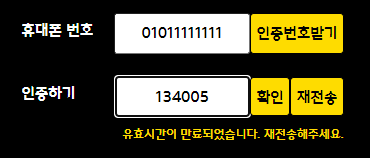 휴대폰 번호 01011111111 인증번호받기
인증하기 134005 확인 재전송
유효시간이 만료되었습니다. 재전송해주세요.